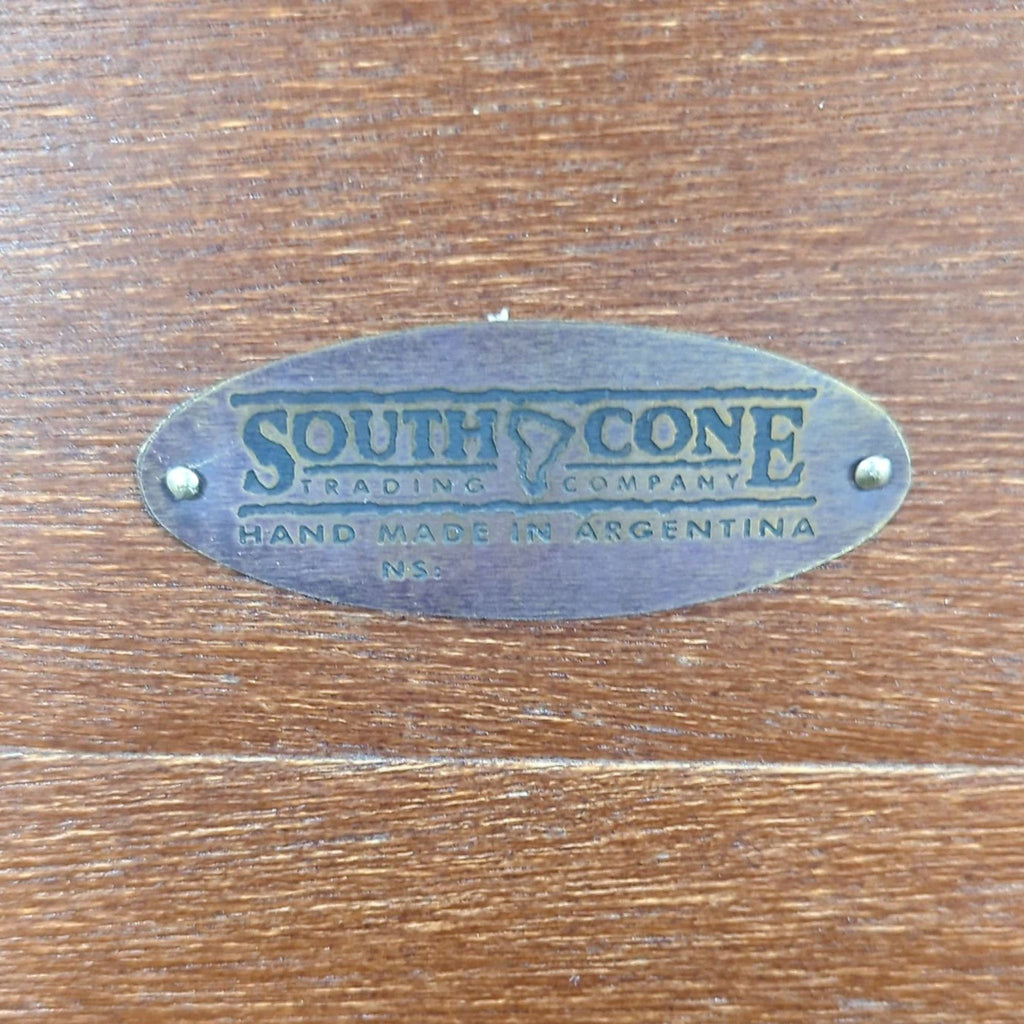 SOUTH CONE
TRADING COMPANY
HAND MADE IN ARGENTINA
NS: